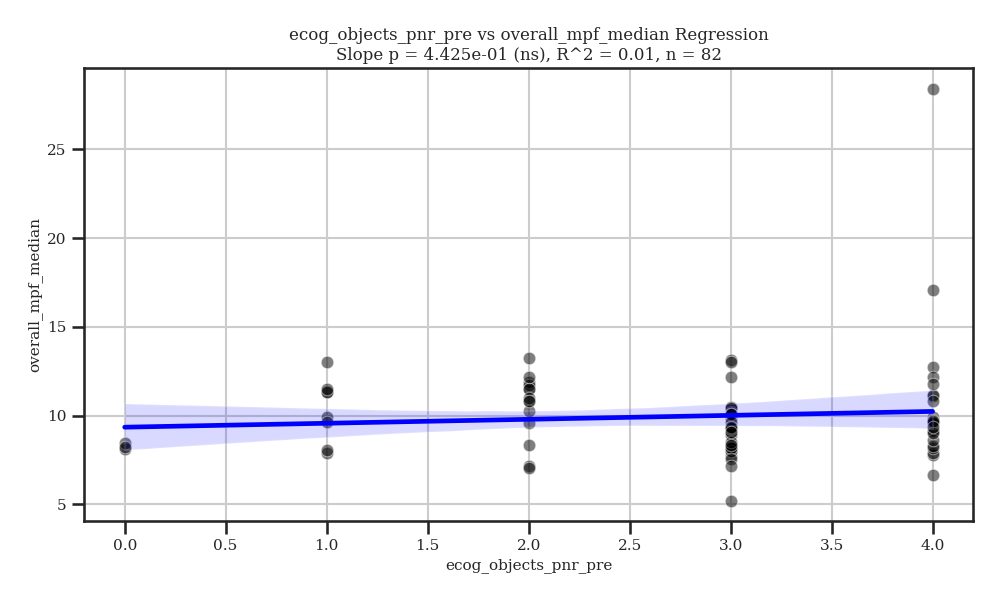 ecog_objects_pnr_pre vs overall_mpf_median Regression
Slope p = 4.425e-01 (ns), R^2 = 0.01, n = 82
overall_mpf_median
25
20
15
10
5
0.0 0.5 1.0 1.5 2.0 2.5 3.0 3.5 4.0
ecog_objects_pnr_pre